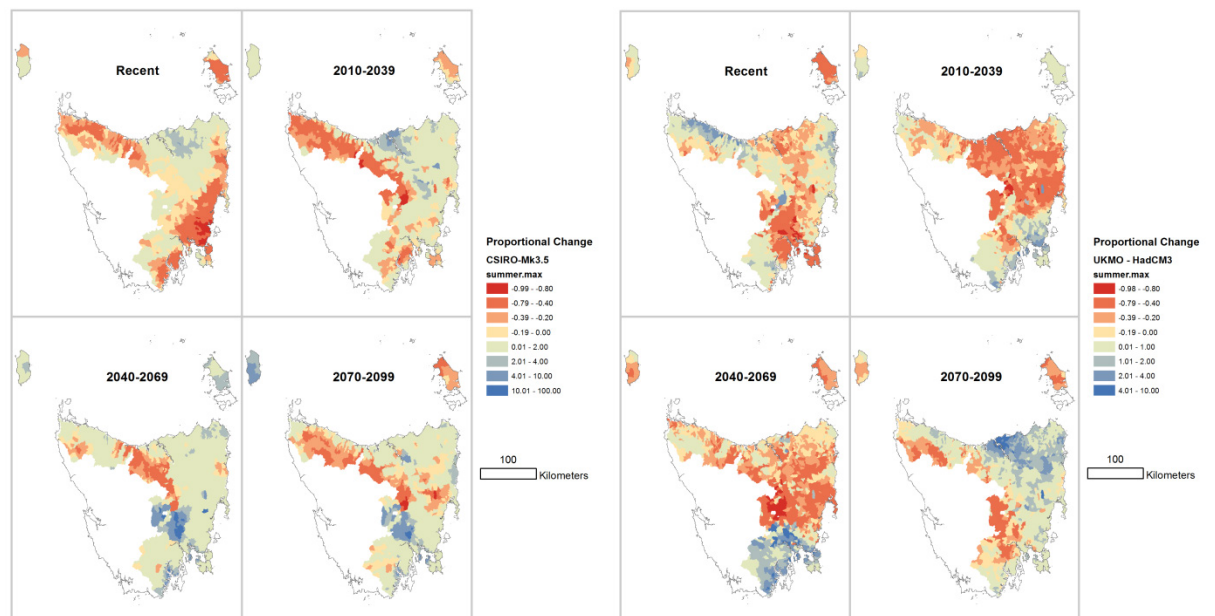 Recent
2010-2039
2040-2069
2070-2099
Proportional Change
CSIRO-Mk3.5
summer.max
-0.99 - -0.80
-0.79 - -0.40
-0.39 - -0.20
-0.19 - 0.00
0.01 - 2.00
2.01 - 4.00
4.01 - 10.00
10.01 - 100.00
100
Kilometers
Recent
2010-2039
2040-2069
2070-2099
Proportional Change
UKMO - HadCM3
summer.max
-0.98 - -0.80
-0.79 - -0.40
-0.39 - -0.20
-0.19 - 0.00
0.01 - 1.00
1.01 - 2.00
2.01 - 4.00
4.01 - 10.00
100
Kilometers